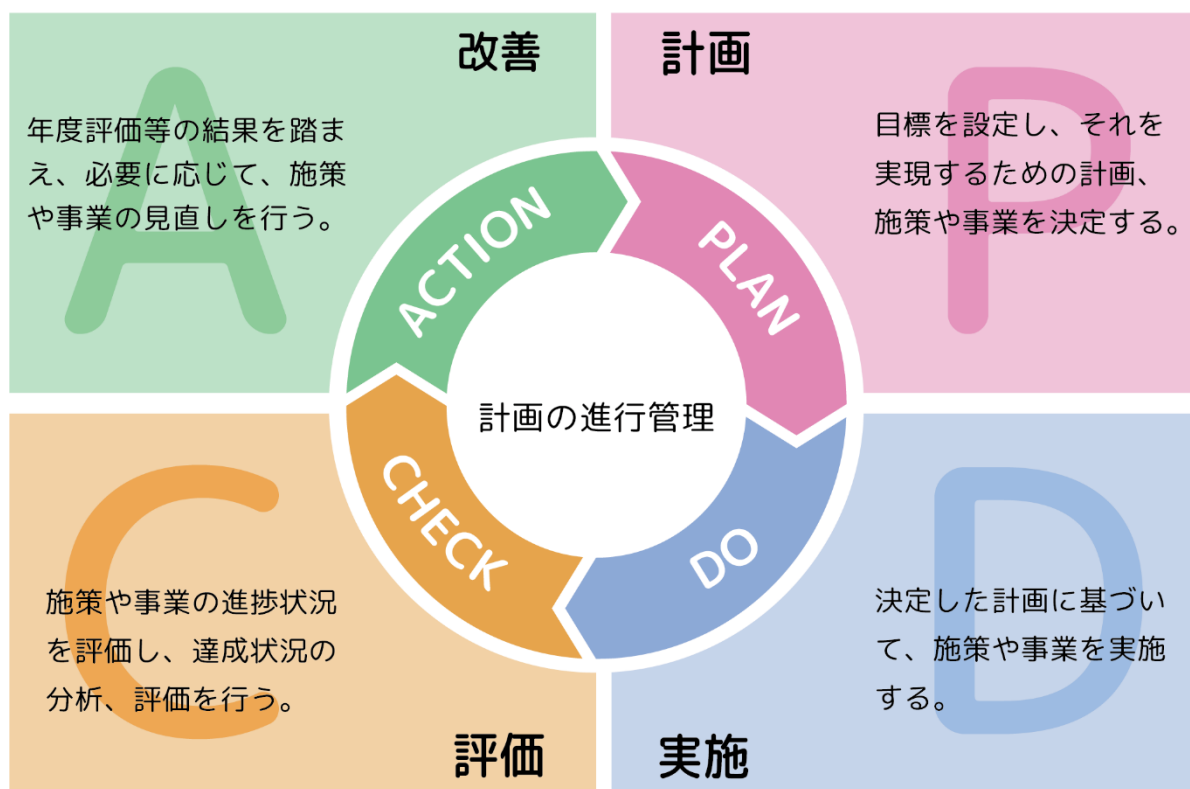 改善
計画
年度評価等の結果を踏ま
え、必要に応じて、施策
や事業の見直しを行う。
目標を設定し、それを
実現するための計画、
施策や事業を決定する。
A
P
ACTION
PLAN
計画の進行管理
CHECK
DO
C
D
施策や事業の進捗状況
を評価し、達成状況の
分析、評価を行う。
決定した計画に基づい
て、施策や事業を実施
する。
評価
実施